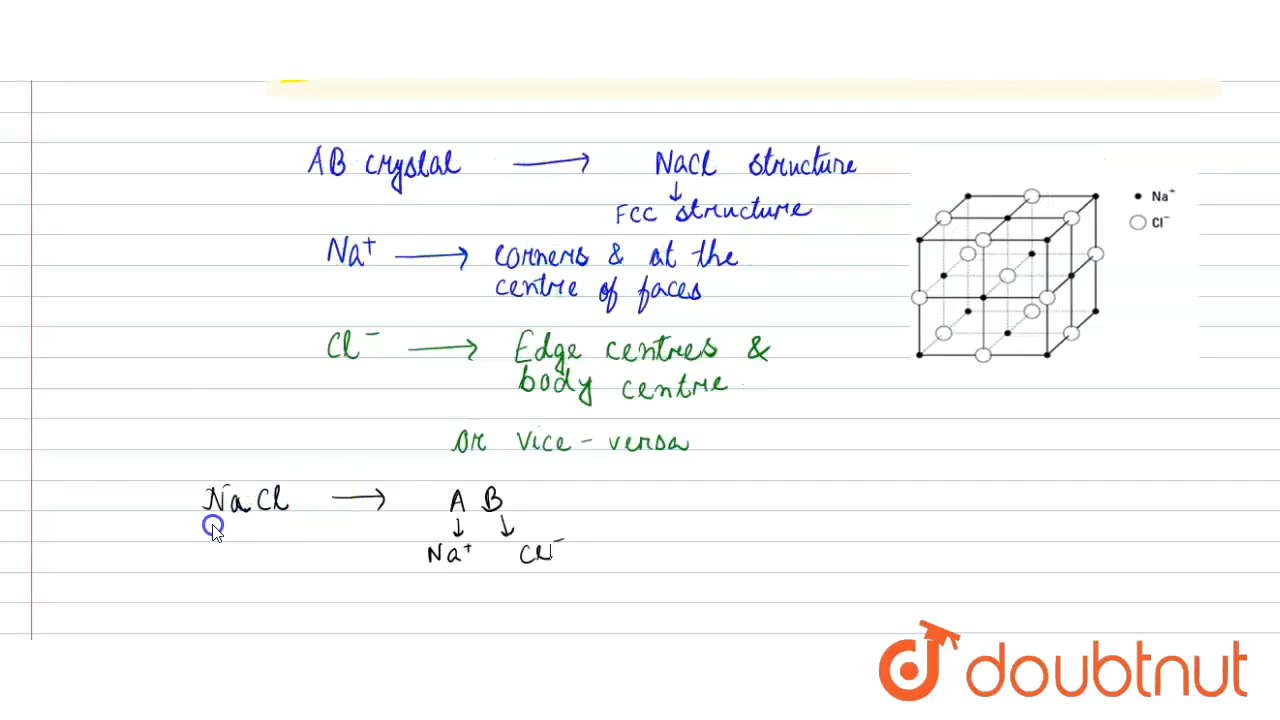 AB crystal → NaCl structure
↓
FCC structure
Na⁺ → corners & at the
centre of faces
Cl⁻ → Edge centres &
body centre
or vice-versa
NaCl → A B
↓ ↓
Na⁺ Cl⁻
Na⁺
Cl⁻
doubtnut